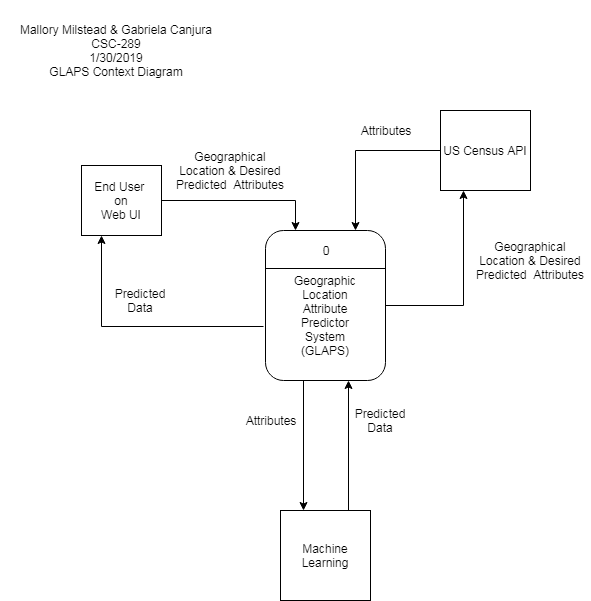 Mallory Milstead & Gabriela Canjura
CSC-289
1/30/2019
GLAPS Context Diagram
Attributes
US Census API
Geographical
Location & Desired
Predicted Attributes
End User
on
Web UI
0
Geographic
Location
Attribute
Predictor
System
(GLAPS)
Geographical
Location & Desired
Predicted Attributes
Predicted
Data
Attributes
Predicted
Data
Machine
Learning